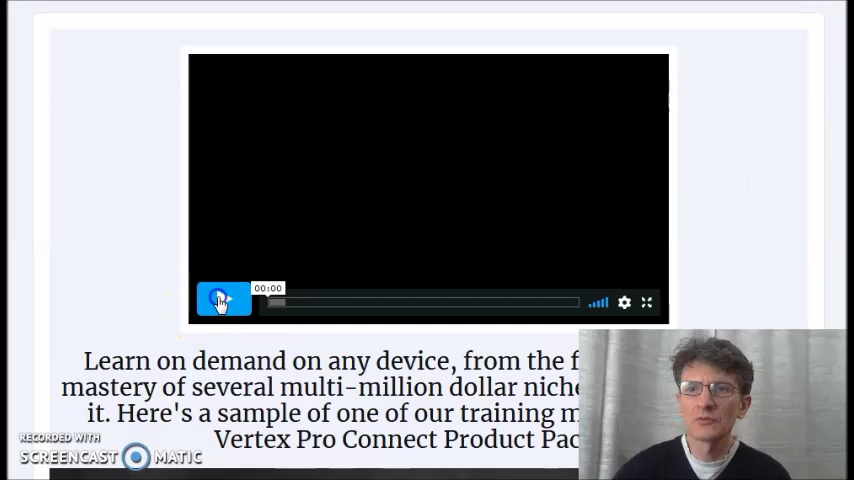 00:00
Learn on demand on any device, from the f
mastery of several multi-million dollar niche
it. Here's a sample of one of our training m
Vertex Pro Connect Product Pac
RECORDED WITH
SCREENCAST MATIC